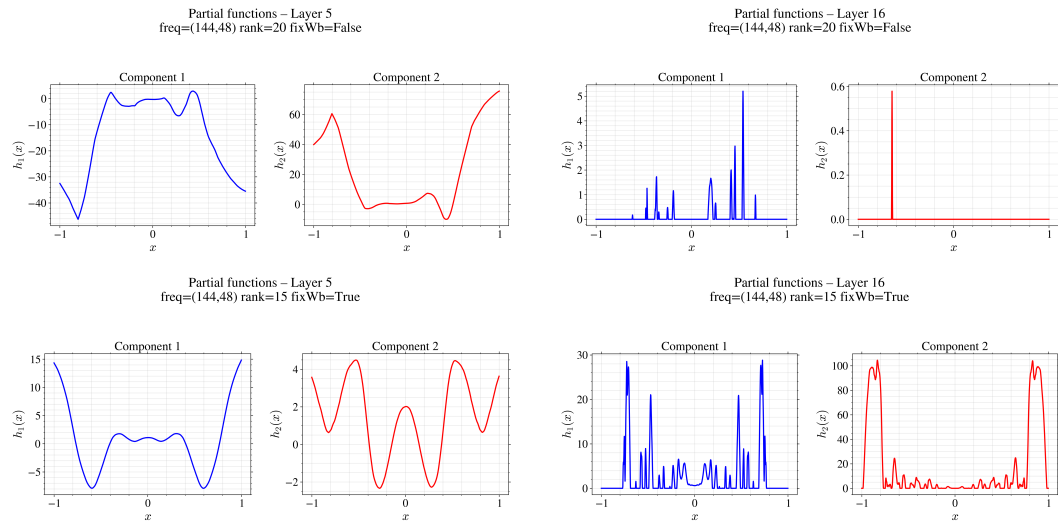 Partial functions – Layer 5
freq=(144,48) rank=20 fixWb=False
Component 1
0
−10
−20
−30
−40
h₁(x)
−1
0
1
x
Component 2
60
40
20
0
h₂(x)
−1
0
1
x
Partial functions – Layer 16
freq=(144,48) rank=20 fixWb=False
Component 1
5
4
3
2
1
0
h₁(x)
−1
0
1
x
Component 2
0.6
0.4
0.2
0.0
h₂(x)
−1
0
1
x
Partial functions – Layer 5
freq=(144,48) rank=15 fixWb=True
Component 1
15
10
5
0
−5
h₁(x)
−1
0
1
x
Component 2
4
2
0
−2
h₂(x)
−1
0
1
x
Partial functions – Layer 16
freq=(144,48) rank=15 fixWb=True
Component 1
30
20
10
0
h₁(x)
−1
0
1
x
Component 2
100
80
60
40
20
0
h₂(x)
−1
0
1
x